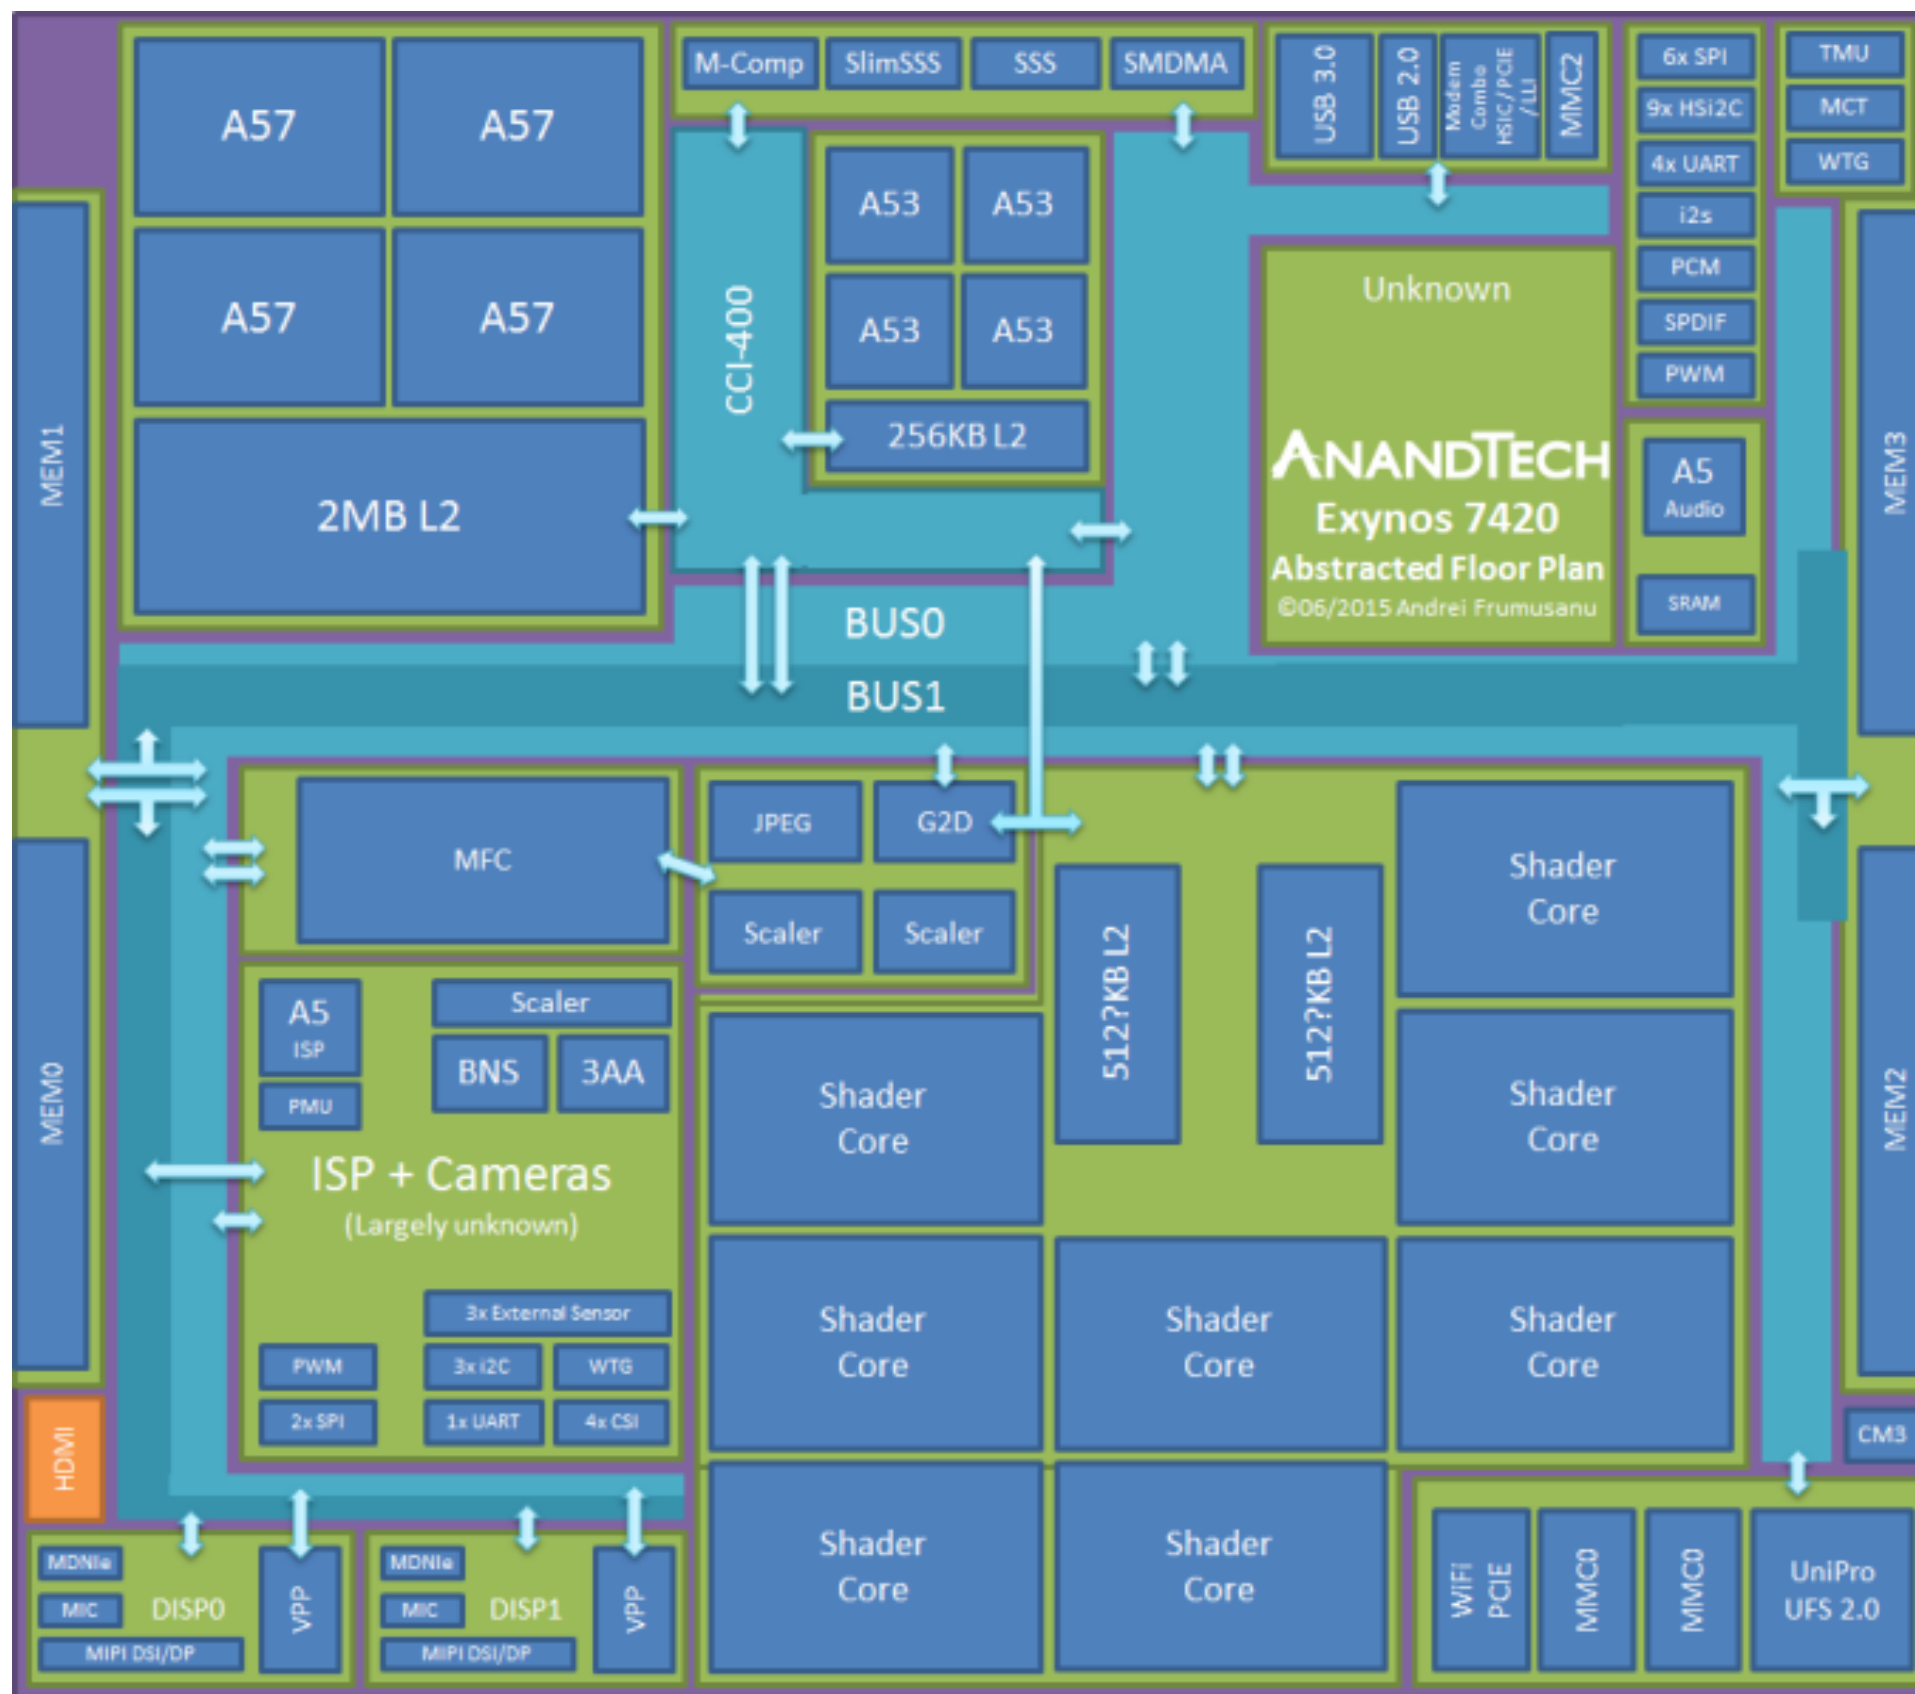 A57
A57
A57
A57
2MB L2
M-Comp
SlimSSS
SSS
SMDMA
CCI-400
A53
A53
A53
A53
256KB L2
USB 3.0
USB 2.0
Modem
Combo
HSIC / PCIE
/ LLI
MMC2
6x SPI
9x HSi2C
4x UART
i2s
PCM
SPDIF
PWM
TMU
MCT
WTG
Unknown
ANANDTECH
Exynos 7420
Abstracted Floor Plan
©06/2015 Andrei Frumusanu
A5
Audio
SRAM
MEM1
MEM3
BUS0
BUS1
MEM0
MEM2
MFC
JPEG
G2D
Scaler
Scaler
A5
ISP
PMU
Scaler
BNS
3AA
ISP + Cameras
(Largely unknown)
3x External Sensor
PWM
3x i2C
WTG
2x SPI
1x UART
4x CSI
512?KB L2
512?KB L2
Shader
Core
Shader
Core
Shader
Core
Shader
Core
Shader
Core
Shader
Core
Shader
Core
Shader
Core
HDMI
CM3
MDNIe
MIC
DISP0
MIPI DSI/DP
VPP
MDNIe
MIC
DISP1
MIPI DSI/DP
VPP
WiFi
PCIE
MMC0
MMC0
UniPro
UFS 2.0